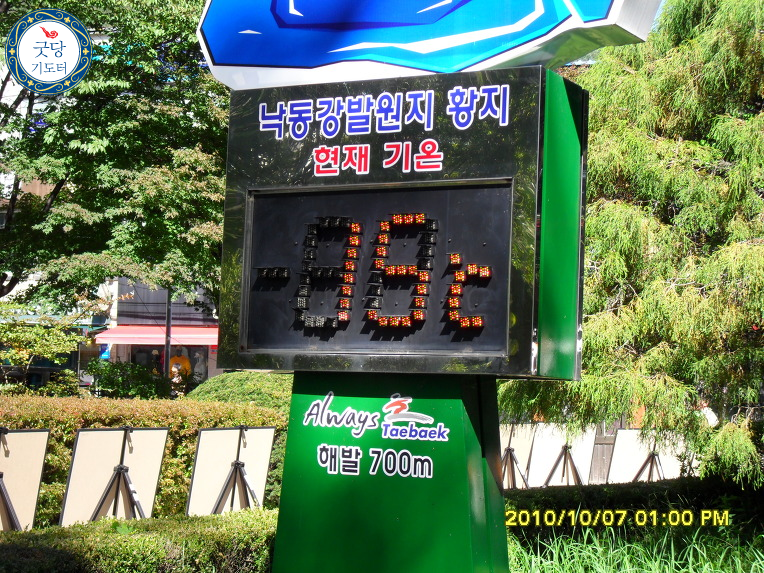 굿당
기도터
낙동강발원지 황지
현재 기온
15t
Always
Taebaek
해발 700m
2010/10/07 01:00 PM